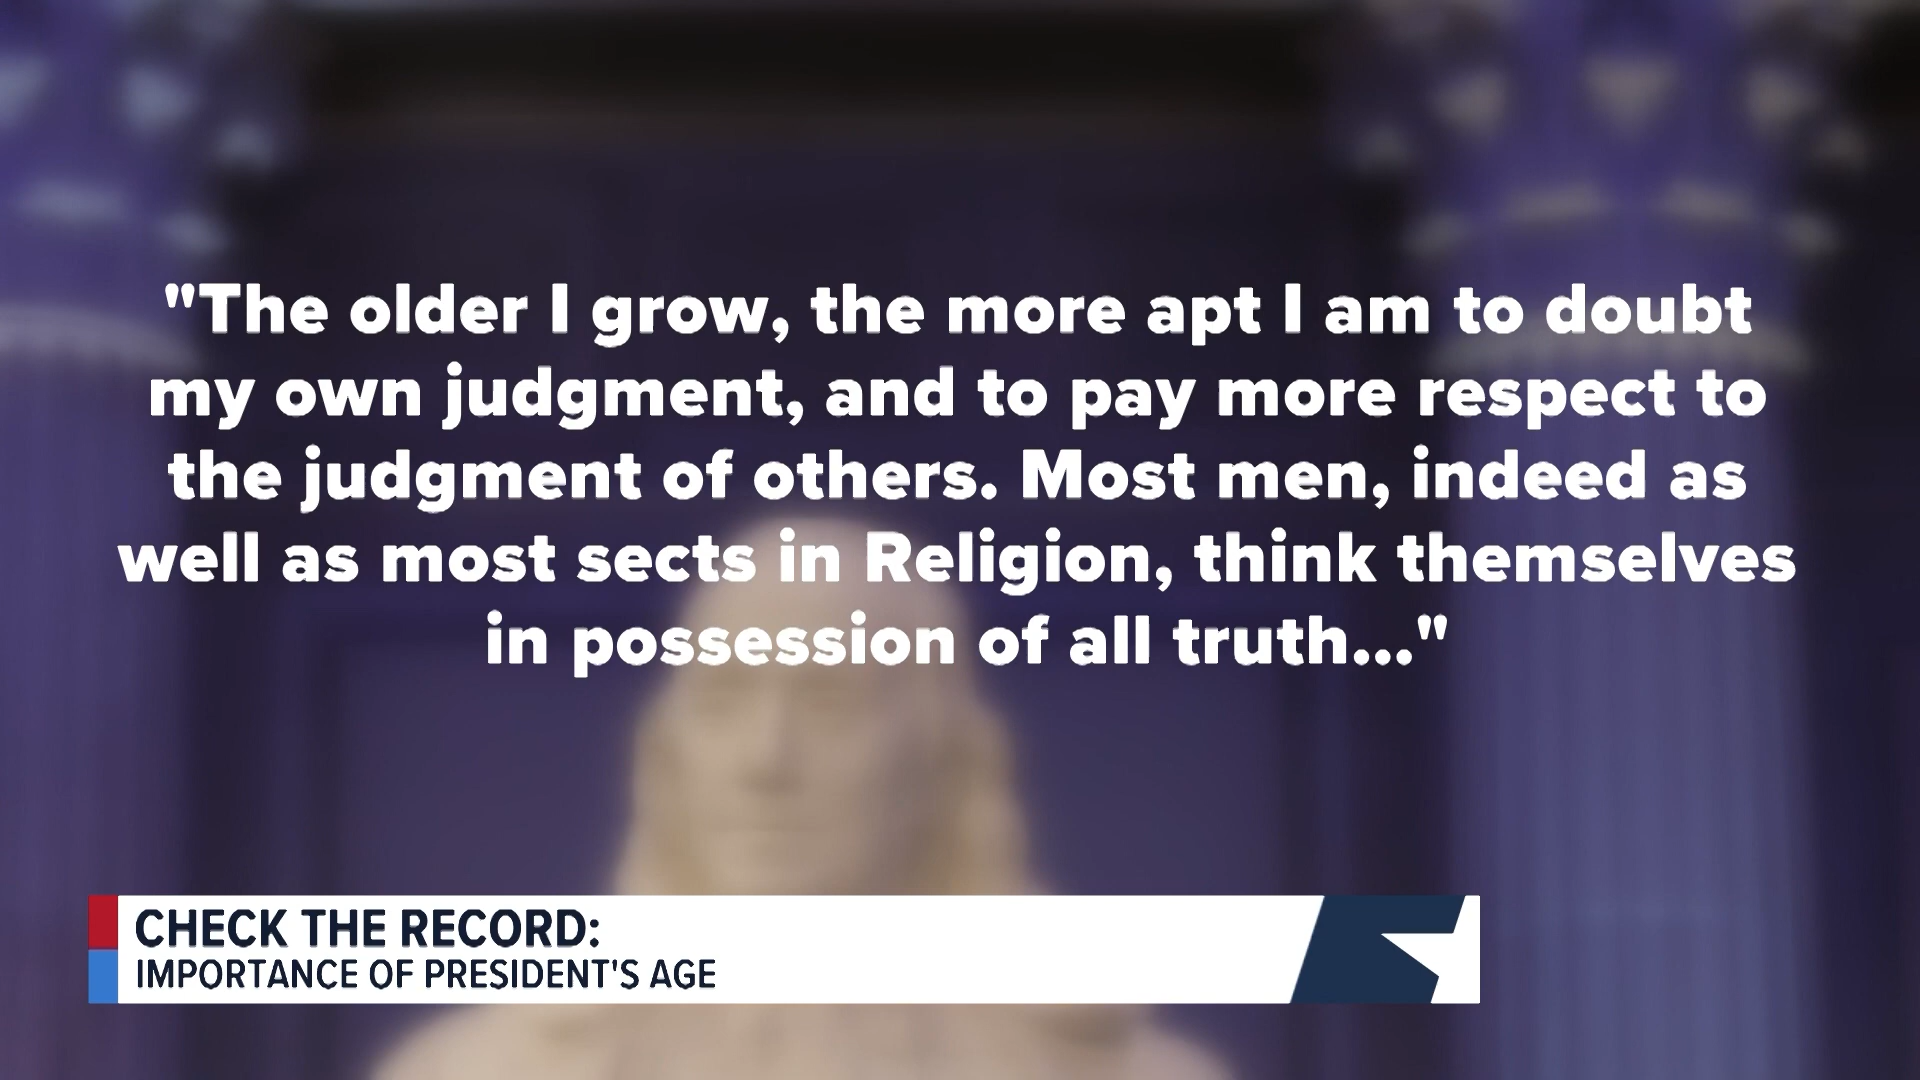 "The older I grow, the more apt I am to doubt
my own judgment, and to pay more respect to
the judgment of others. Most men, indeed as
well as most sects in Religion, think themselves
in possession of all truth..."
CHECK THE RECORD:
IMPORTANCE OF PRESIDENT'S AGE